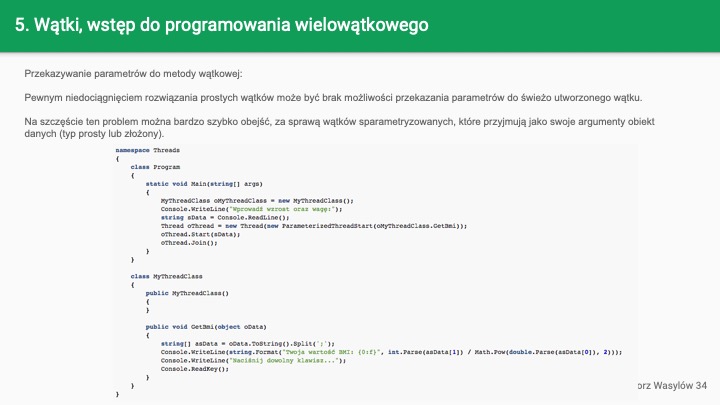 5. Wątki, wstęp do programowania wielowątkowego
Przekazywanie parametrów do metody wątkowej:
Pewnym niedociągnięciem rozwiązania prostych wątków może być brak możliwości przekazania parametrów do świeżo utworzonego wątku.
Na szczęście ten problem można bardzo szybko obejść, za sprawą wątków sparametryzowanych, które przyjmują jako swoje argumenty obiekt
danych (typ prosty lub złożony).
namespace Threads
{
class Program
{
static void Main(string[] args)
{
MyThreadClass oMyThreadClass = new MyThreadClass();
Console.WriteLine("Wprowadź wzrost oraz wagę:");
string sData = Console.ReadLine();
Thread oThread = new Thread(new ParameterizedThreadStart(oMyThreadClass.GetBmi));
oThread.Start(sData);
oThread.Join();
}
}
class MyThreadClass
{
public MyThreadClass()
{
}
public void GetBmi(object oData)
{
string[] asData = oData.ToString().Split(';');
Console.WriteLine(string.Format("Twoja wartość BMI: {0:f}", int.Parse(asData[1]) / Math.Pow(double.Parse(asData[0]), 2)));
Console.WriteLine("Naciśnij dowolny klawisz...");
Console.ReadKey();
}
}
}
orz Wasylów 34